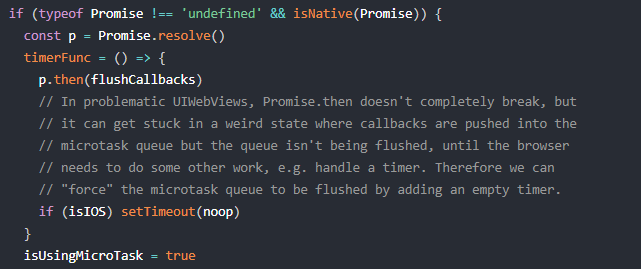 if (typeof Promise !== 'undefined' && isNative(Promise)) {
  const p = Promise.resolve()
  timerFunc = () => {
    p.then(flushCallbacks)
    // In problematic UIWebViews, Promise.then doesn't completely break, but
    // it can get stuck in a weird state where callbacks are pushed into the
    // microtask queue but the queue isn't being flushed, until the browser
    // needs to do some other work, e.g. handle a timer. Therefore we can
    // "force" the microtask queue to be flushed by adding an empty timer.
    if (isIOS) setTimeout(noop)
  }
  isUsingMicroTask = true